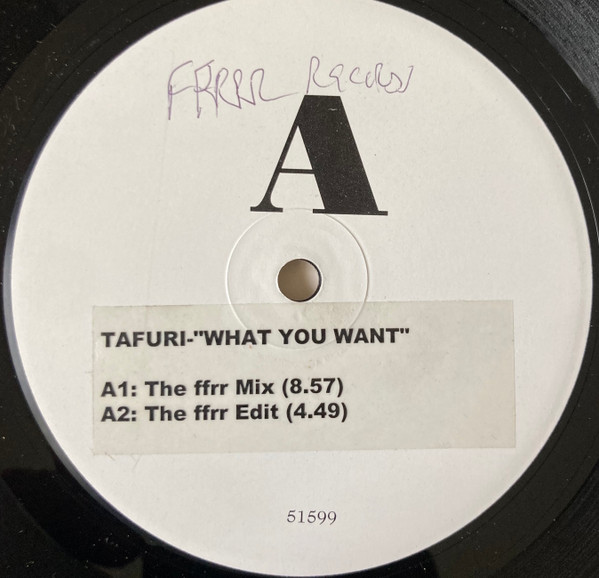 FFRRR RECORDS
A
TAFURI-"WHAT YOU WANT"
A1: The ffrr Mix (8.57)
A2: The ffrr Edit (4.49)
51599